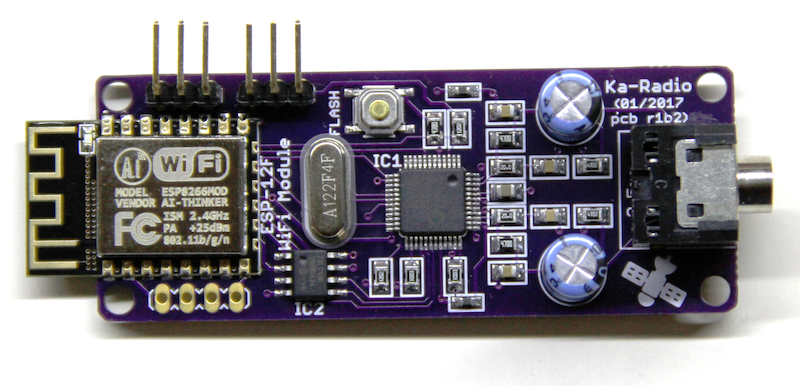 Ka-Radio
(01/2017
pcb r1b2)
FLASH
IC1
A122F4F
ESP-12F
WiFi Module
IC2
Ai
WiFi
MODEL ESP8266MOD
VENDOR AI-THINKER
FC
ISM 2.4GHz
PA +25dBm
802.11b/g/n
C